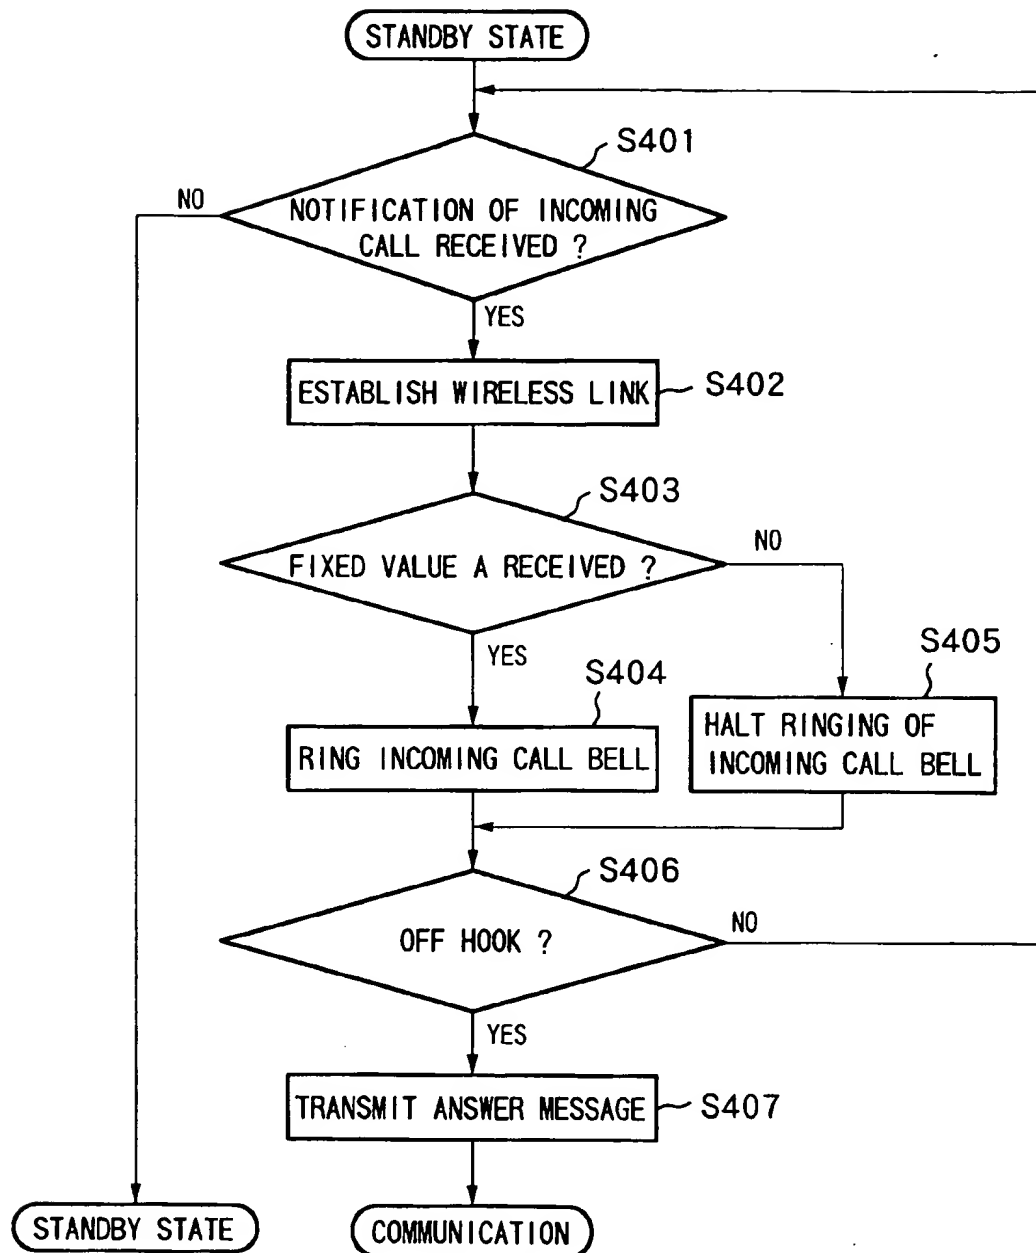 STANDBY STATE
S401
NO
NOTIFICATION OF INCOMING
CALL RECEIVED ?
YES
ESTABLISH WIRELESS LINK
S402
S403
NO
FIXED VALUE A RECEIVED ?
YES
S404
S405
RING INCOMING CALL BELL
HALT RINGING OF
INCOMING CALL BELL
S406
NO
OFF HOOK ?
YES
TRANSMIT ANSWER MESSAGE
S407
STANDBY STATE
COMMUNICATION